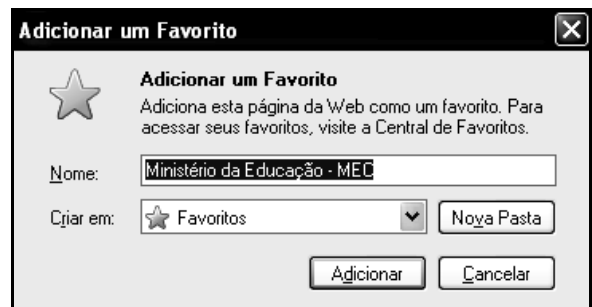 Adicionar um Favorito
Adicionar um Favorito
Adiciona esta página da Web como um favorito. Para
acessar seus favoritos, visite a Central de Favoritos.
Nome: Ministério da Educação - MEC
Criar em: Favoritos Nova Pasta
Adicionar Cancelar